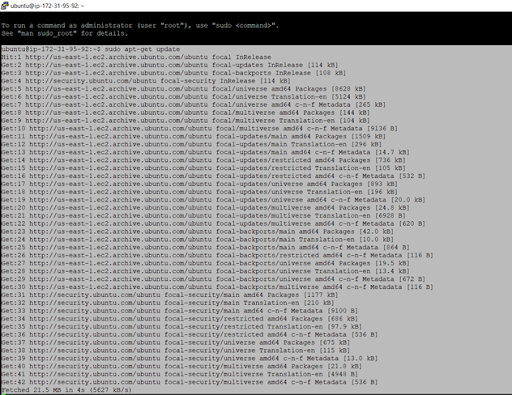 ubuntu@ip-172-31-95-92: ~
To run a command as administrator (user "root"), use "sudo <command>".
See "man sudo_root" for details.
ubuntu@ip-172-31-95-92:~$ sudo apt-get update
Hit:1 http://us-east-1.ec2.archive.ubuntu.com/ubuntu focal InRelease
Get:2 http://us-east-1.ec2.archive.ubuntu.com/ubuntu focal-updates InRelease [114 kB]
Get:3 http://us-east-1.ec2.archive.ubuntu.com/ubuntu focal-backports InRelease [108 kB]
Get:4 http://security.ubuntu.com/ubuntu focal-security InRelease [114 kB]
Get:5 http://us-east-1.ec2.archive.ubuntu.com/ubuntu focal/universe amd64 Packages [8628 kB]
Get:6 http://us-east-1.ec2.archive.ubuntu.com/ubuntu focal/universe Translation-en [5124 kB]
Get:7 http://us-east-1.ec2.archive.ubuntu.com/ubuntu focal/universe amd64 c-n-f Metadata [265 kB]
Get:8 http://us-east-1.ec2.archive.ubuntu.com/ubuntu focal/multiverse amd64 Packages [144 kB]
Get:9 http://us-east-1.ec2.archive.ubuntu.com/ubuntu focal/multiverse Translation-en [104 kB]
Get:10 http://us-east-1.ec2.archive.ubuntu.com/ubuntu focal/multiverse amd64 c-n-f Metadata [9136 B]
Get:11 http://us-east-1.ec2.archive.ubuntu.com/ubuntu focal-updates/main amd64 Packages [1509 kB]
Get:12 http://us-east-1.ec2.archive.ubuntu.com/ubuntu focal-updates/main Translation-en [296 kB]
Get:13 http://us-east-1.ec2.archive.ubuntu.com/ubuntu focal-updates/main amd64 c-n-f Metadata [14.7 kB]
Get:14 http://us-east-1.ec2.archive.ubuntu.com/ubuntu focal-updates/restricted amd64 Packages [736 kB]
Get:15 http://us-east-1.ec2.archive.ubuntu.com/ubuntu focal-updates/restricted Translation-en [105 kB]
Get:16 http://us-east-1.ec2.archive.ubuntu.com/ubuntu focal-updates/restricted amd64 c-n-f Metadata [532 B]
Get:17 http://us-east-1.ec2.archive.ubuntu.com/ubuntu focal-updates/universe amd64 Packages [893 kB]
Get:18 http://us-east-1.ec2.archive.ubuntu.com/ubuntu focal-updates/universe Translation-en [196 kB]
Get:19 http://us-east-1.ec2.archive.ubuntu.com/ubuntu focal-updates/universe amd64 c-n-f Metadata [20.0 kB]
Get:20 http://us-east-1.ec2.archive.ubuntu.com/ubuntu focal-updates/multiverse amd64 Packages [24.8 kB]
Get:21 http://us-east-1.ec2.archive.ubuntu.com/ubuntu focal-updates/multiverse Translation-en [6928 B]
Get:22 http://us-east-1.ec2.archive.ubuntu.com/ubuntu focal-updates/multiverse amd64 c-n-f Metadata [620 B]
Get:23 http://us-east-1.ec2.archive.ubuntu.com/ubuntu focal-backports/main amd64 Packages [42.0 kB]
Get:24 http://us-east-1.ec2.archive.ubuntu.com/ubuntu focal-backports/main Translation-en [10.0 kB]
Get:25 http://us-east-1.ec2.archive.ubuntu.com/ubuntu focal-backports/main amd64 c-n-f Metadata [864 B]
Get:26 http://us-east-1.ec2.archive.ubuntu.com/ubuntu focal-backports/restricted amd64 c-n-f Metadata [116 B]
Get:27 http://us-east-1.ec2.archive.ubuntu.com/ubuntu focal-backports/universe amd64 Packages [19.5 kB]
Get:28 http://us-east-1.ec2.archive.ubuntu.com/ubuntu focal-backports/universe Translation-en [13.4 kB]
Get:29 http://us-east-1.ec2.archive.ubuntu.com/ubuntu focal-backports/universe amd64 c-n-f Metadata [672 B]
Get:30 http://us-east-1.ec2.archive.ubuntu.com/ubuntu focal-backports/multiverse amd64 c-n-f Metadata [116 B]
Get:31 http://security.ubuntu.com/ubuntu focal-security/main amd64 Packages [1177 kB]
Get:32 http://security.ubuntu.com/ubuntu focal-security/main Translation-en [210 kB]
Get:33 http://security.ubuntu.com/ubuntu focal-security/main amd64 c-n-f Metadata [9100 B]
Get:34 http://security.ubuntu.com/ubuntu focal-security/restricted amd64 Packages [686 kB]
Get:35 http://security.ubuntu.com/ubuntu focal-security/restricted Translation-en [97.9 kB]
Get:36 http://security.ubuntu.com/ubuntu focal-security/restricted amd64 c-n-f Metadata [536 B]
Get:37 http://security.ubuntu.com/ubuntu focal-security/universe amd64 Packages [675 kB]
Get:38 http://security.ubuntu.com/ubuntu focal-security/universe Translation-en [115 kB]
Get:39 http://security.ubuntu.com/ubuntu focal-security/universe amd64 c-n-f Metadata [13.0 kB]
Get:40 http://security.ubuntu.com/ubuntu focal-security/multiverse amd64 Packages [21.8 kB]
Get:41 http://security.ubuntu.com/ubuntu focal-security/multiverse Translation-en [4948 B]
Get:42 http://security.ubuntu.com/ubuntu focal-security/multiverse amd64 c-n-f Metadata [536 B]
Fetched 21.5 MB in 4s (5627 kB/s)